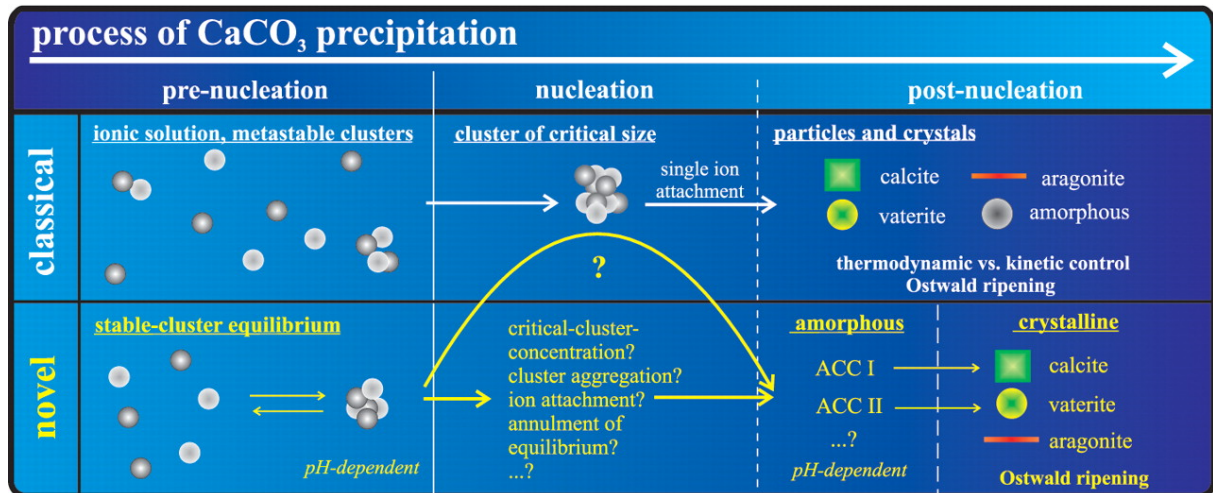 process of CaCO₃ precipitation
pre-nucleation
nucleation
post-nucleation
classical
ionic solution, metastable clusters
cluster of critical size
single ion
attachment
particles and crystals
calcite
aragonite
vaterite
amorphous
thermodynamic vs. kinetic control
Ostwald ripening
?
novel
stable-cluster equilibrium
pH-dependent
critical-cluster-
concentration?
cluster aggregation?
ion attachment?
annulment of
equilibrium?
...?
amorphous
ACC I
ACC II
...?
pH-dependent
crystalline
calcite
vaterite
aragonite
Ostwald ripening